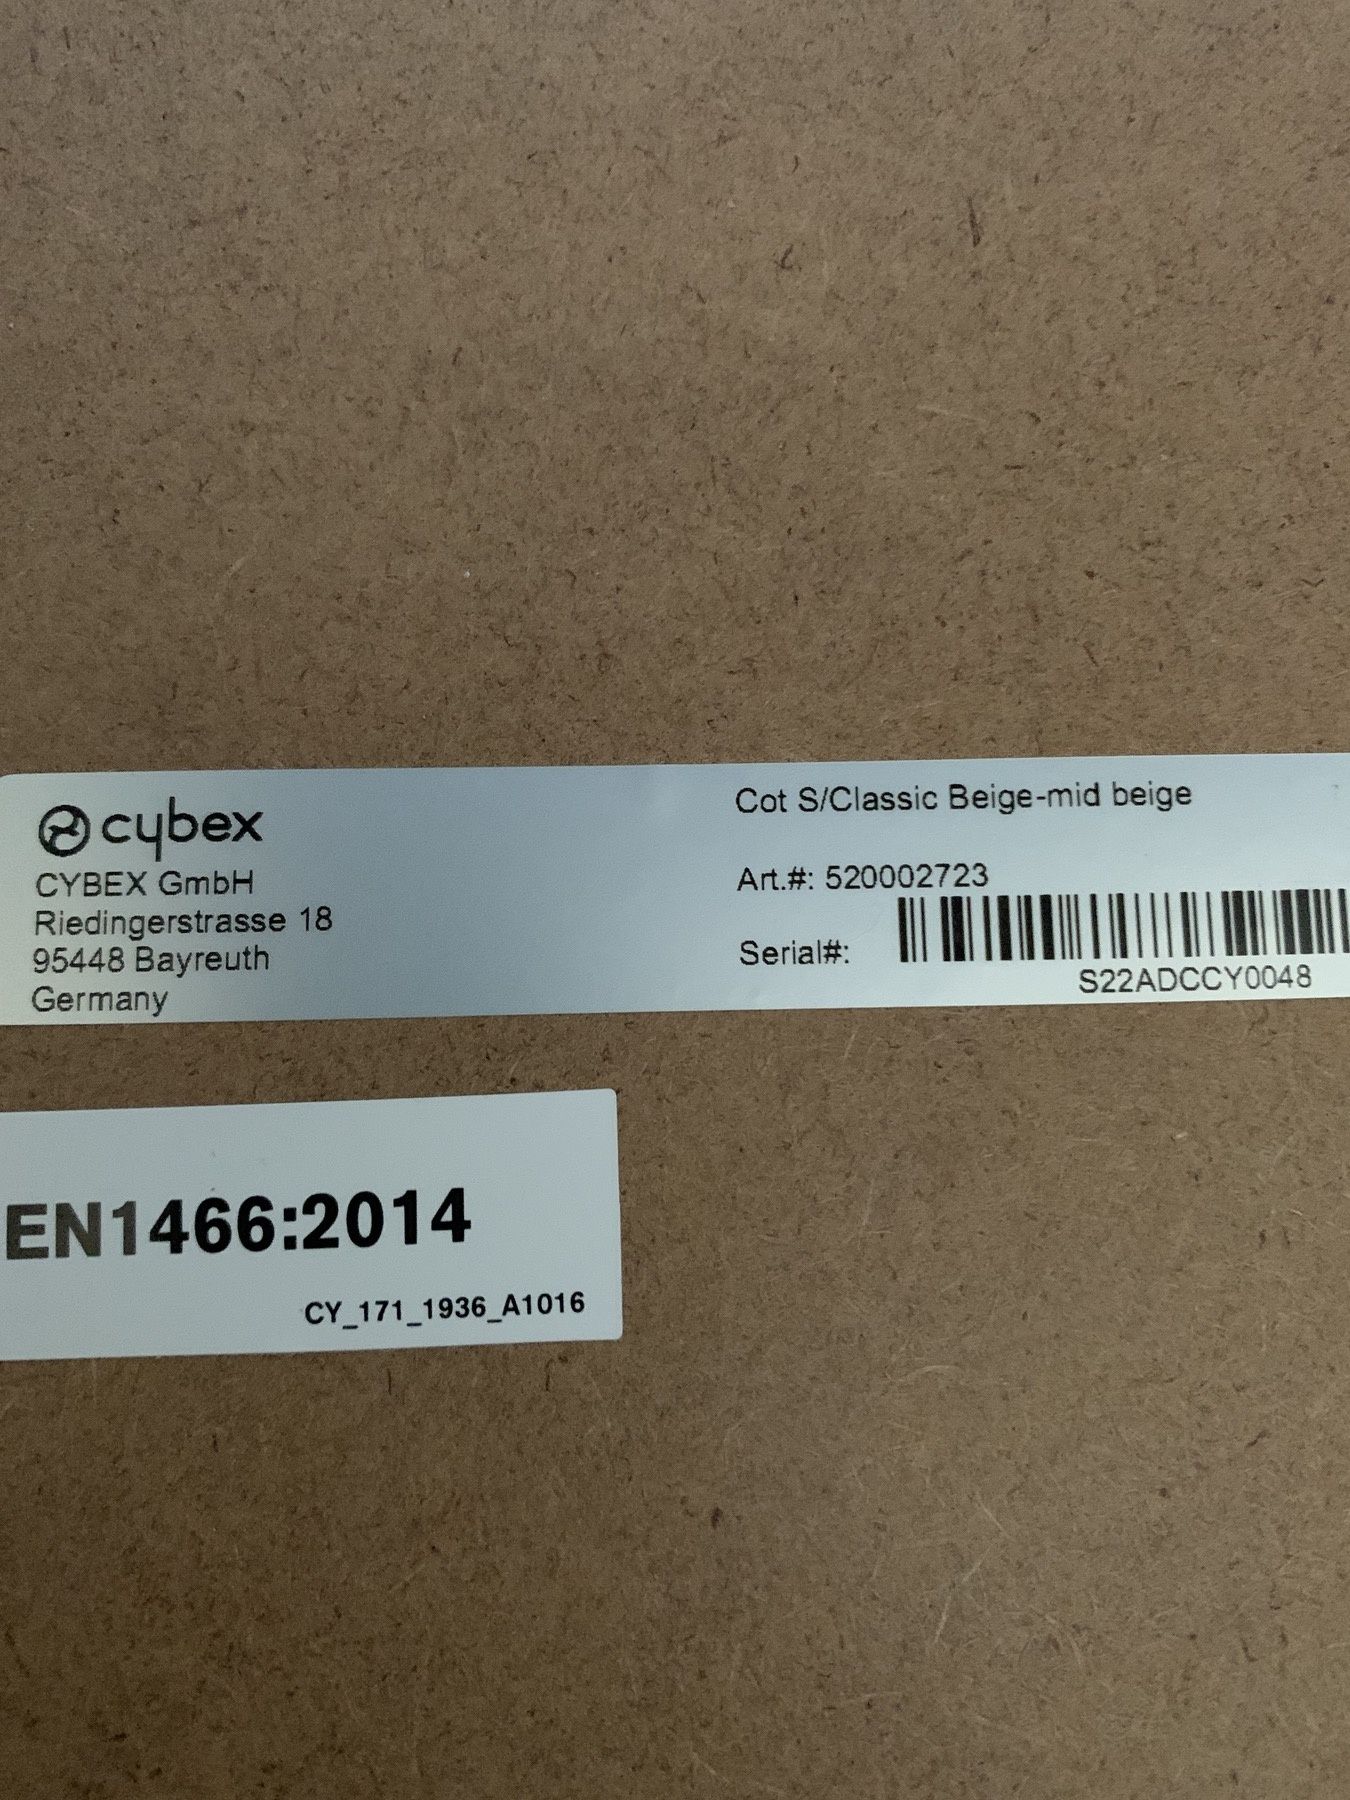 cybex
CYBEX GmbH
Riedingerstrasse 18
95448 Bayreuth
Germany
Cot S/Classic Beige-mid beige
Art.#: 520002723
Serial#:
S22ADCCY0048
EN1466:2014
CY_171_1936_A1016